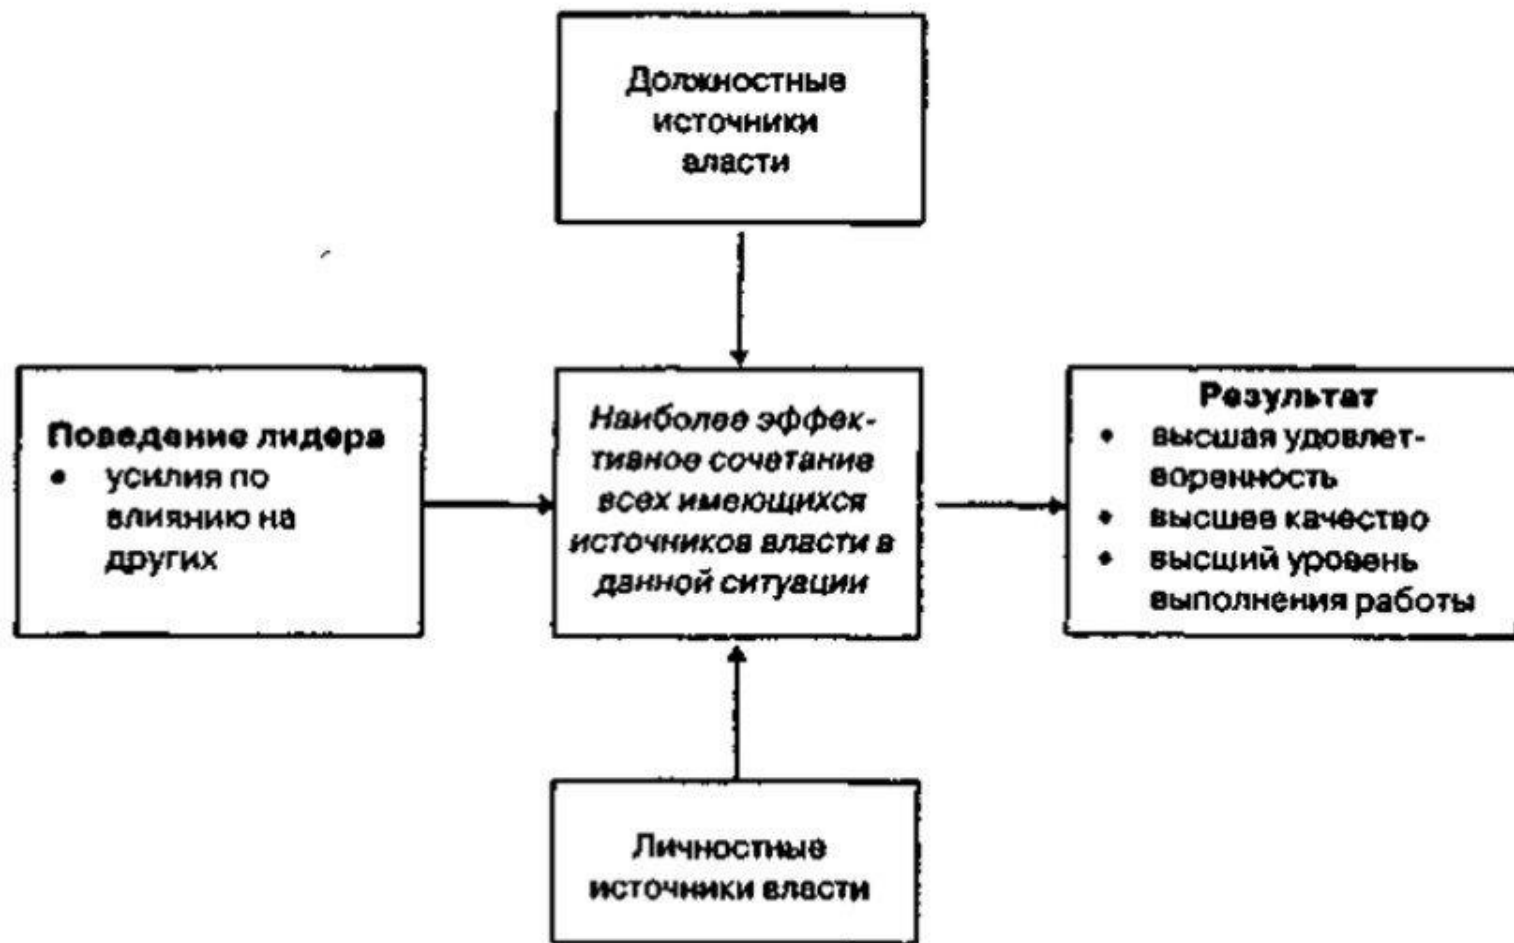 Должностные
источники
власти
Поведение лидера
• усилия по
влиянию на
других
Наиболее эффек-
тивное сочетание
всех имеющихся
источников власти в
данной ситуации
Результат
• высшая удовлет-
воренность
• высшее качество
• высший уровень
выполнения работы
Личностные
источники власти